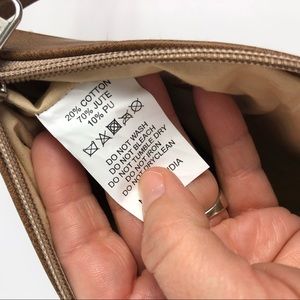 20% COTTON
70% JUTE
10% PU
DO NOT WASH
DO NOT BLEACH
DO NOT TUMBLE DRY
DO NOT IRON
DO NOT DRYCLEAN